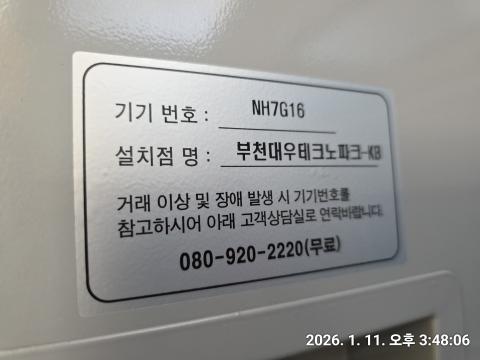 기기 번호 : NH7G16
설치점 명 : 부천대우테크노파크-KB
거래 이상 및 장애 발생 시 기기번호를
참고하시어 아래 고객상담실로 연락바랍니다.
080-920-2220(무료)
2026. 1. 11. 오후 3:48:06